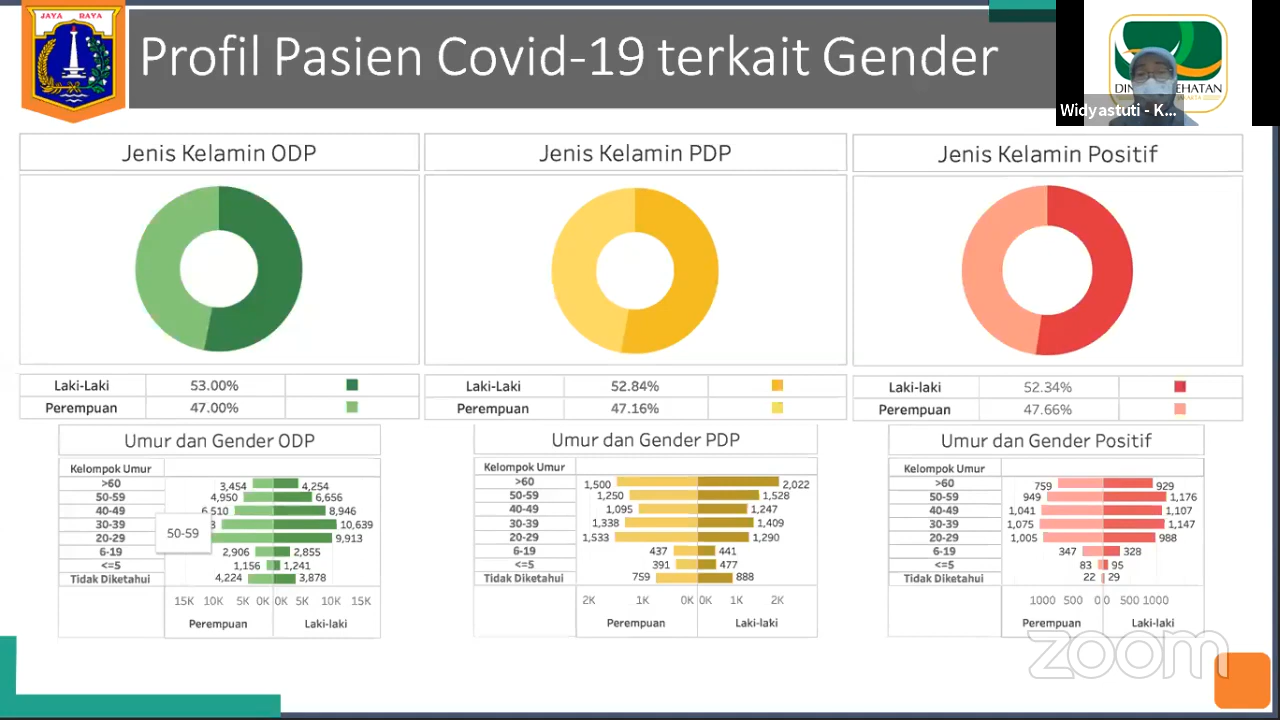 JAYA RAYA
Profil Pasien Covid-19 terkait Gender
Widyastuti - K...
Jenis Kelamin ODP
Laki-Laki 53.00%
Perempuan 47.00%
Jenis Kelamin PDP
Laki-Laki 52.84%
Perempuan 47.16%
Jenis Kelamin Positif
Laki-laki 52.34%
Perempuan 47.66%
Umur dan Gender ODP
Kelompok Umur
>60 3,454 4,254
50-59 4,950 6,656
40-49 6,510 8,946
30-39 10,639
20-29 9,913
6-19 2,906 2,855
<=5 1,156 1,241
Tidak Diketahui 4,224 3,878
50-59
15K 10K 5K 0K 0K 5K 10K 15K
Perempuan Laki-laki
Umur dan Gender PDP
Kelompok Umur
>60 1,500 2,022
50-59 1,250 1,528
40-49 1,095 1,247
30-39 1,338 1,409
20-29 1,533 1,290
6-19 437 441
<=5 391 477
Tidak Diketahui 759 888
2K 1K 0K 0K 1K 2K
Perempuan Laki-laki
Umur dan Gender Positif
Kelompok Umur
>60 759 929
50-59 949 1,176
40-49 1,041 1,107
30-39 1,075 1,147
20-29 1,005 988
6-19 347 328
<=5 83 95
Tidak Diketahui 22 29
1000 500 0 0 500 1000
Perempuan Laki-laki
zoom